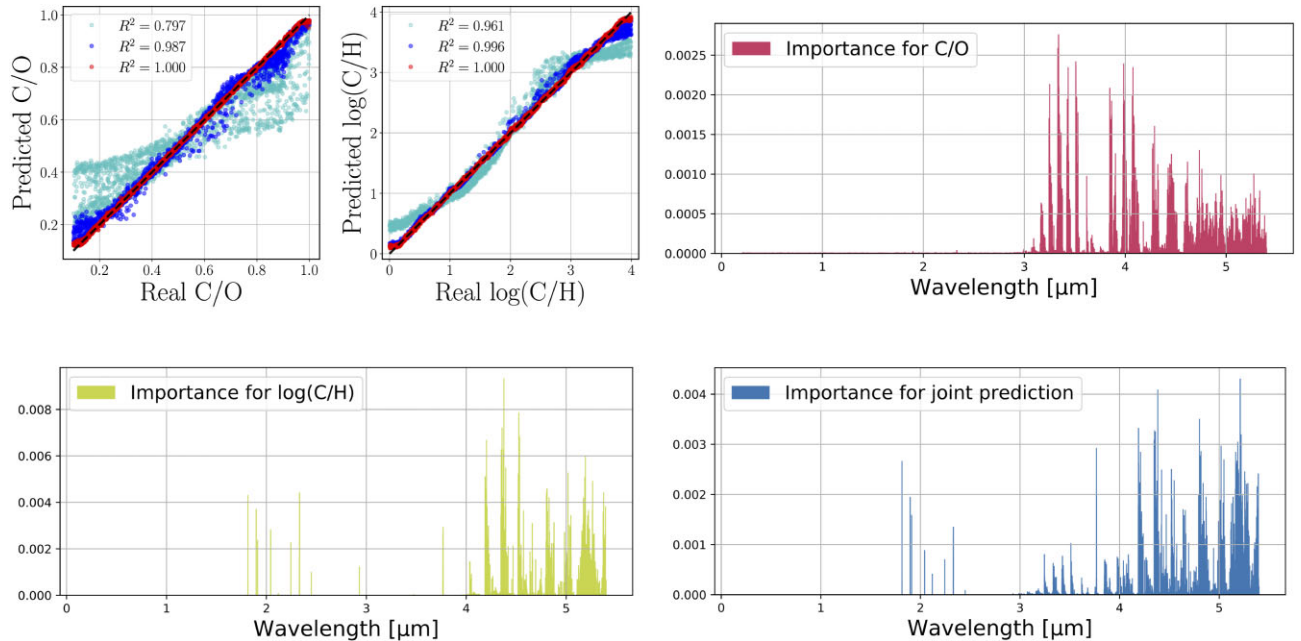 Predicted C/O
1.0
0.8
0.6
0.4
0.2
R² = 0.797
R² = 0.987
R² = 1.000
0.2 0.4 0.6 0.8 1.0
Real C/O
Predicted log(C/H)
4
3
2
1
0
R² = 0.961
R² = 0.996
R² = 1.000
0 1 2 3 4
Real log(C/H)
0.0025
0.0020
0.0015
0.0010
0.0005
0.0000
Importance for C/O
0 1 2 3 4 5
Wavelength [µm]
0.008
0.006
0.004
0.002
0.000
Importance for log(C/H)
0 1 2 3 4 5
Wavelength [µm]
0.004
0.003
0.002
0.001
0.000
Importance for joint prediction
0 1 2 3 4 5
Wavelength [µm]